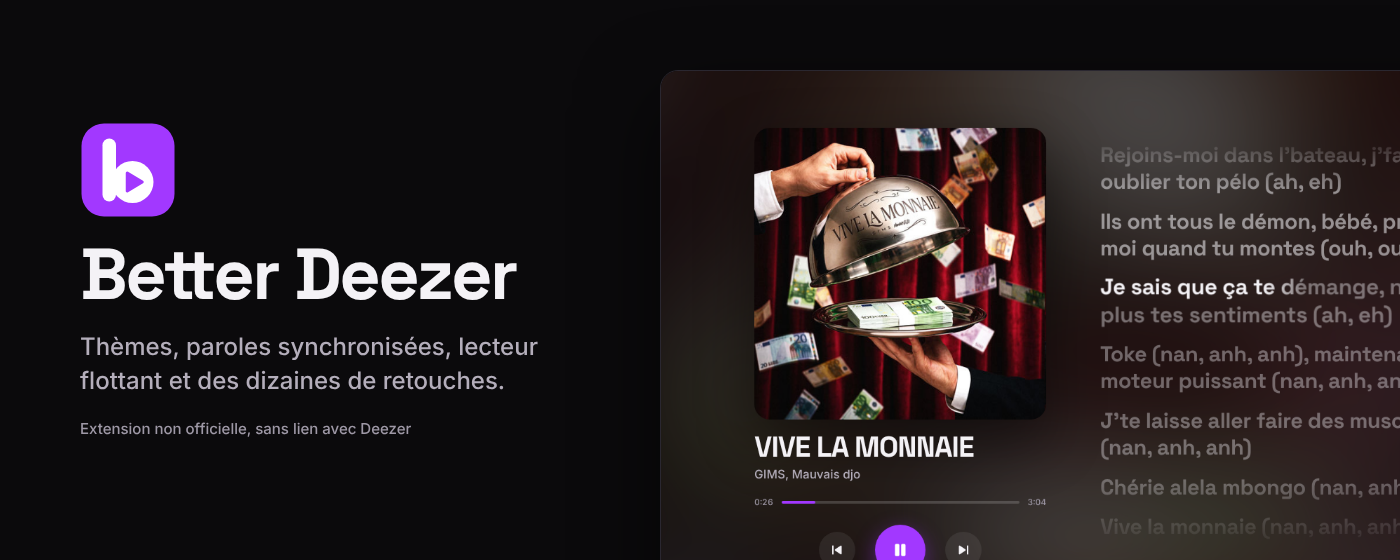 Better Deezer
Thèmes, paroles synchronisées, lecteur
flottant et des dizaines de retouches.
Extension non officielle, sans lien avec Deezer
VIVE LA MONNAIE
VIVE LA MONNAIE
GIMS, Mauvais djo
0:26
3:04
Rejoins-moi dans l'bateau, j'fa
oublier ton pélo (ah, eh)
Ils ont tous le démon, bébé, pr
moi quand tu montes (ouh, ou
Je sais que ça te démange, n
plus tes sentiments (ah, eh)
Toke (nan, anh, anh), maintena
moteur puissant (nan, anh, an
J'te laisse aller faire des musc
(nan, anh, anh)
Chérie alela mbongo (nan, anh
Vive la monnaie (nan, anh, anh